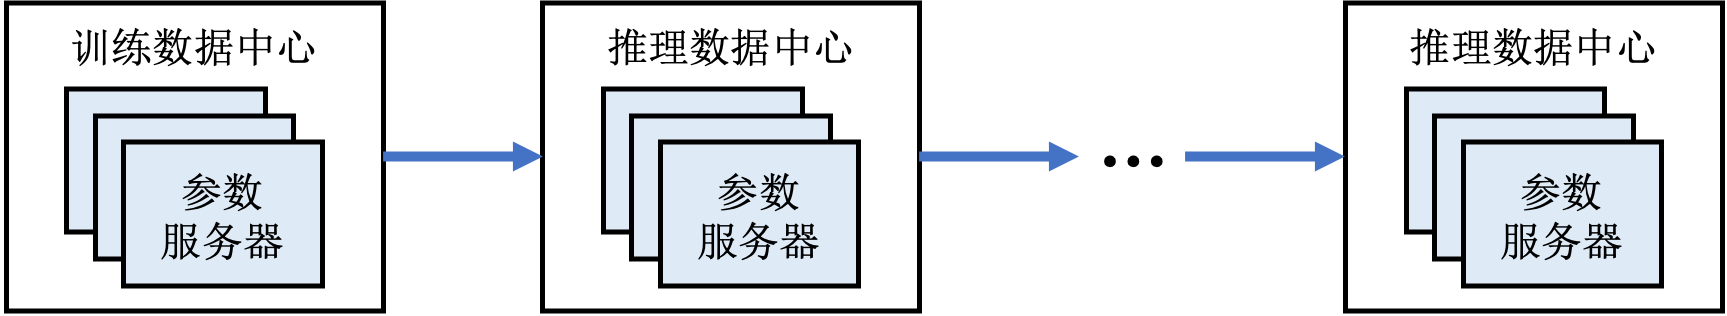 训练数据中心
参数
服务器
推理数据中心
参数
服务器
...
推理数据中心
参数
服务器